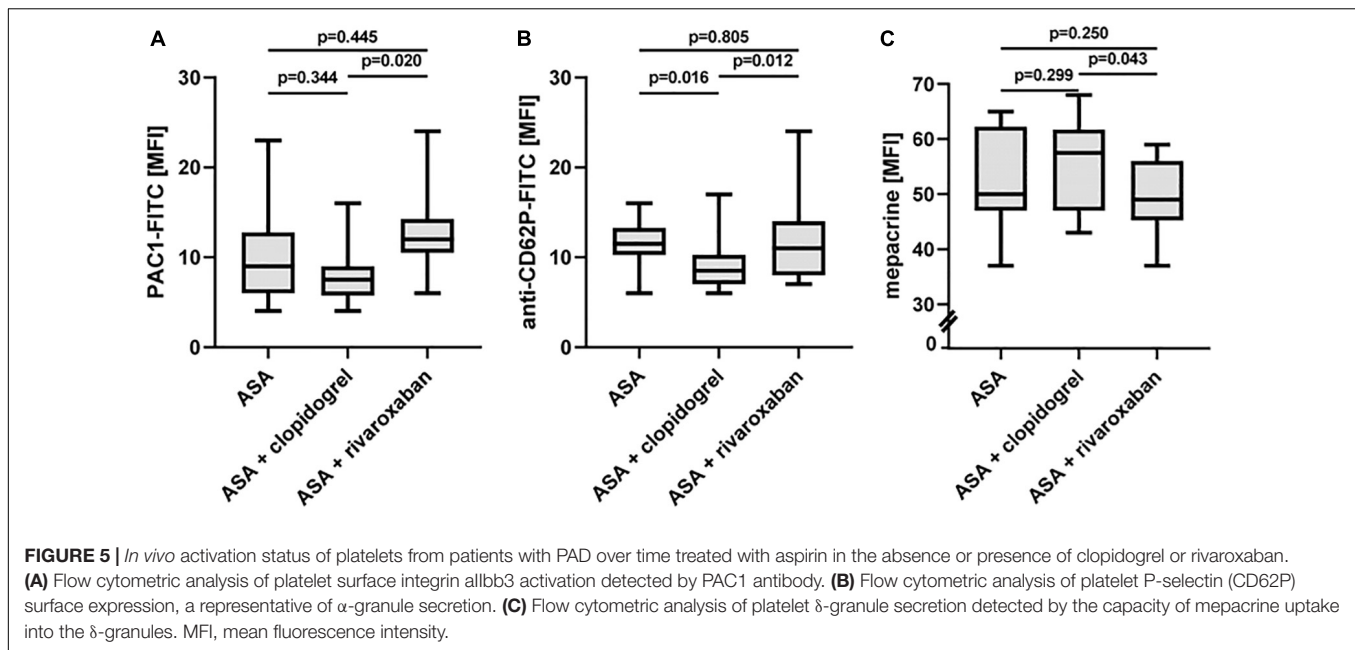 A
p=0.445
p=0.344
p=0.020
30
20
10
0
PAC1-FITC [MFI]
ASA
ASA + clopidogrel
ASA + rivaroxaban
B
p=0.805
p=0.016
p=0.012
30
20
10
0
anti-CD62P-FITC [MFI]
ASA
ASA + clopidogrel
ASA + rivaroxaban
C
p=0.250
p=0.299
p=0.043
70
60
50
40
30
0
mepacrine [MFI]
ASA
ASA + clopidogrel
ASA + rivaroxaban
FIGURE 5 | In vivo activation status of platelets from patients with PAD over time treated with aspirin in the absence or presence of clopidogrel or rivaroxaban.
(A) Flow cytometric analysis of platelet surface integrin aIIbb3 activation detected by PAC1 antibody. (B) Flow cytometric analysis of platelet P-selectin (CD62P)
surface expression, a representative of α-granule secretion. (C) Flow cytometric analysis of platelet δ-granule secretion detected by the capacity of mepacrine uptake
into the δ-granules. MFI, mean fluorescence intensity.